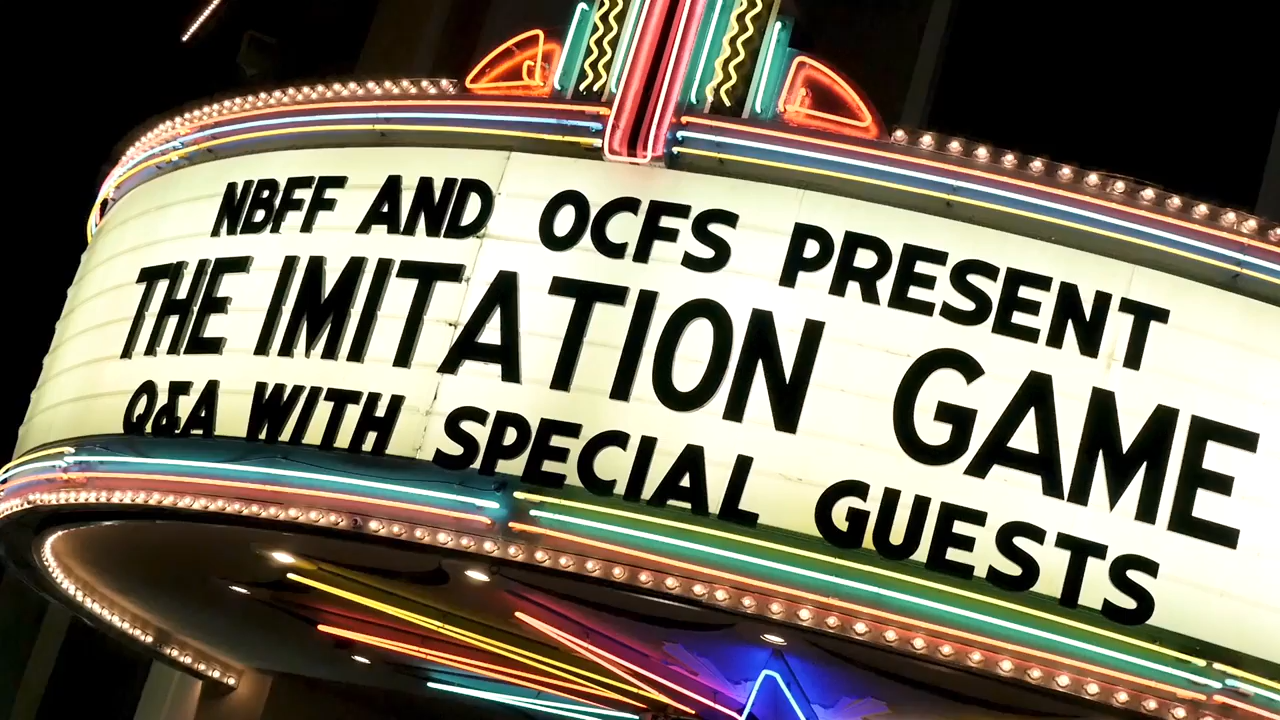 NBFF AND OCFS PRESENT
THE IMITATION GAME
Q&A WITH SPECIAL GUESTS